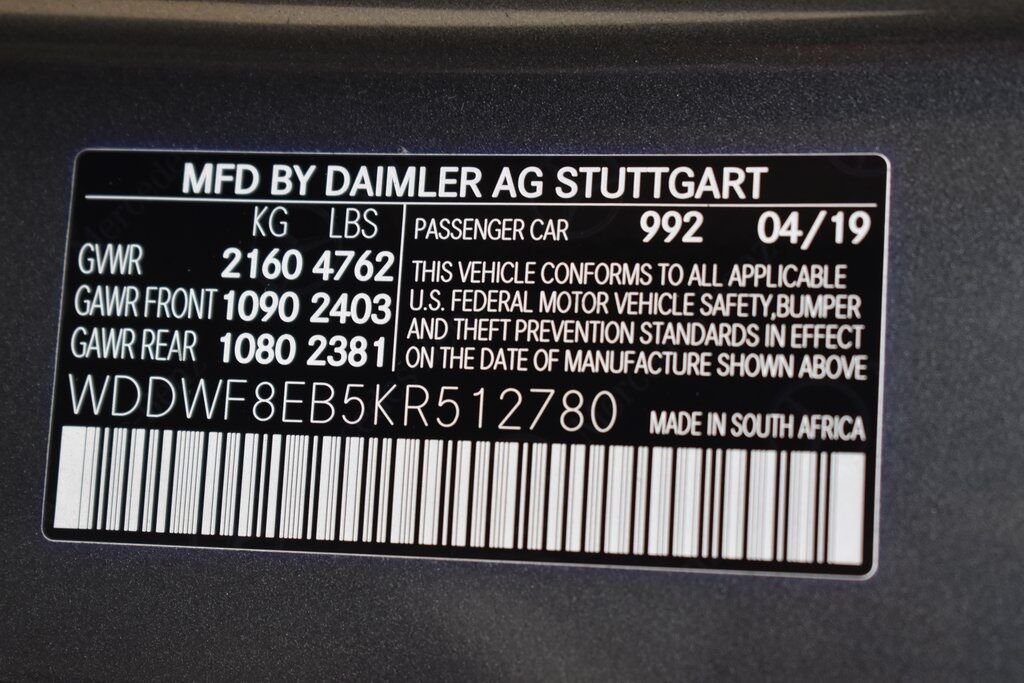 MFD BY DAIMLER AG STUTTGART
KG LBS
GVWR 2160 4762
GAWR FRONT 1090 2403
GAWR REAR 1080 2381
PASSENGER CAR 992 04/19
THIS VEHICLE CONFORMS TO ALL APPLICABLE
U.S. FEDERAL MOTOR VEHICLE SAFETY,BUMPER
AND THEFT PREVENTION STANDARDS IN EFFECT
ON THE DATE OF MANUFACTURE SHOWN ABOVE
WDDWF8EB5KR512780 MADE IN SOUTH AFRICA